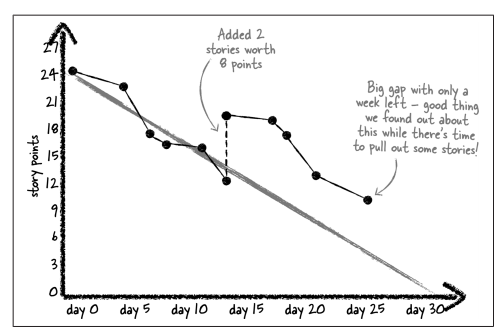 27
Added 2
stories worth
8 points
24
Big gap with only a
week left – good thing
we found out about
this while there's time
to pull out some stories!
21
18
15
12
9
6
3
0
story points
day 0 day 5 day 10 day 15 day 20 day 25 day 30